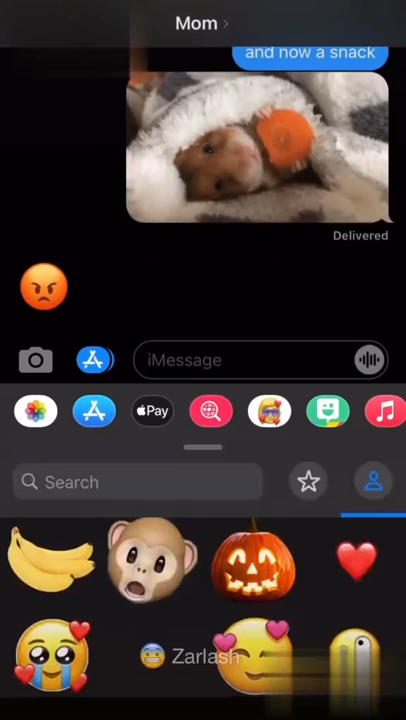 Mom
and now a snack
Delivered
iMessage
Pay
Search
Zarlash